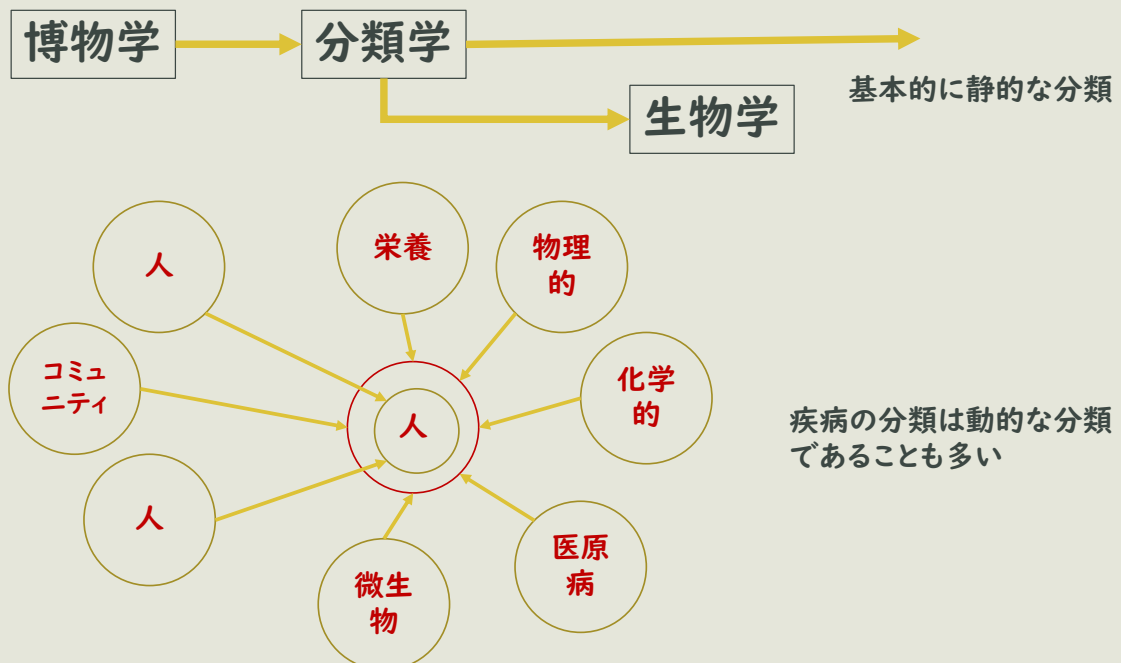 博物学
分類学
基本的に静的な分類
生物学
栄養
物理
的
人
コミュ
ニティ
化学
的
人
疾病の分類は動的な分類
であることも多い
人
医原
病
微生
物